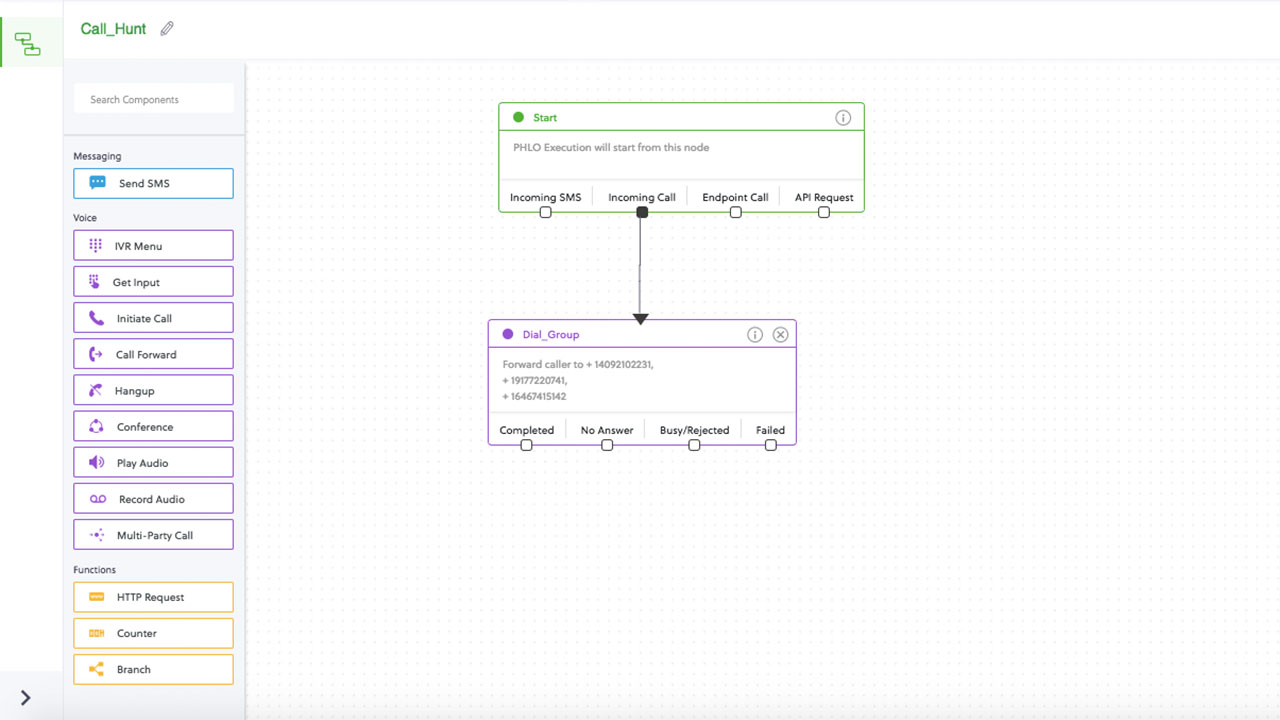 Call_Hunt
Search Components
Messaging
Send SMS
Voice
IVR Menu
Get Input
Initiate Call
Call Forward
Hangup
Conference
Play Audio
Record Audio
Multi-Party Call
Functions
HTTP Request
Counter
Branch
Start
PHLO Execution will start from this node
Incoming SMS Incoming Call Endpoint Call API Request
Dial_Group
Forward caller to + 14092102231,
+ 19177220741,
+ 16467415142
Completed No Answer Busy/Rejected Failed